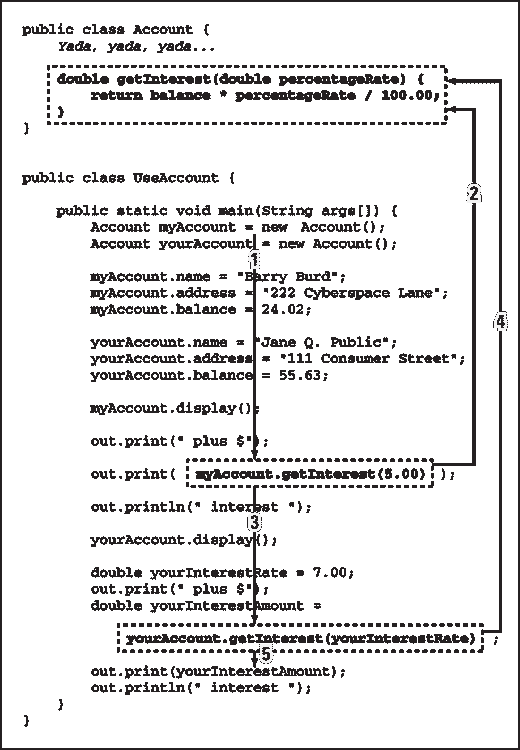 public class Account {
Yada, yada, yada...
double getInterest(double percentageRate) {
return balance * percentageRate / 100.00;
}
}
public class UseAccount {
public static void main(String args[]) {
Account myAccount = new Account();
Account yourAccount = new Account();
1
myAccount.name = "Barry Burd";
myAccount.address = "222 Cyberspace Lane";
myAccount.balance = 24.02;
2
yourAccount.name = "Jane Q. Public";
yourAccount.address = "111 Consumer Street";
yourAccount.balance = 55.63;
4
myAccount.display();
out.print(" plus $");
out.print( myAccount.getInterest(5.00) );
out.println(" interest ");
3
yourAccount.display();
double yourInterestRate = 7.00;
out.print(" plus $");
double yourInterestAmount =
yourAccount.getInterest(yourInterestRate) ;
5
out.print(yourInterestAmount);
out.println(" interest ");
}
}